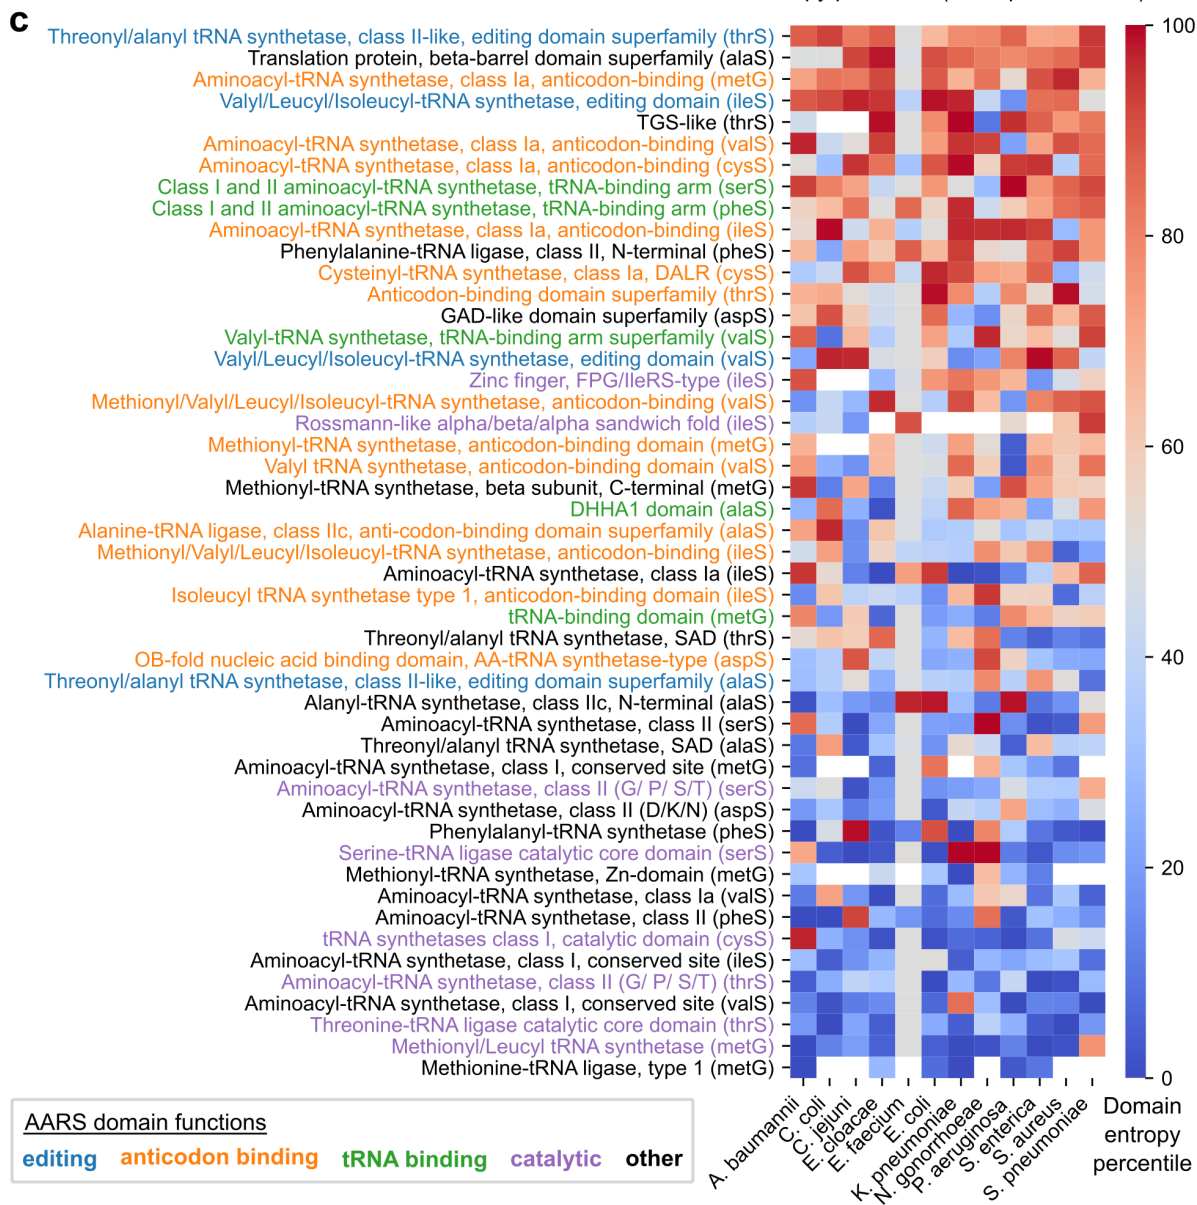 c
Threonyl/alanyl tRNA synthetase, class II-like, editing domain superfamily (thrS)
Translation protein, beta-barrel domain superfamily (alaS)
Aminoacyl-tRNA synthetase, class Ia, anticodon-binding (metG)
Valyl/Leucyl/Isoleucyl-tRNA synthetase, editing domain (ileS)
TGS-like (thrS)
Aminoacyl-tRNA synthetase, class Ia, anticodon-binding (valS)
Aminoacyl-tRNA synthetase, class Ia, anticodon-binding (cysS)
Class I and II aminoacyl-tRNA synthetase, tRNA-binding arm (serS)
Class I and II aminoacyl-tRNA synthetase, tRNA-binding arm (pheS)
Aminoacyl-tRNA synthetase, class Ia, anticodon-binding (ileS)
Phenylalanine-tRNA ligase, class II, N-terminal (pheS)
Cysteinyl-tRNA synthetase, class Ia, DALR (cysS)
Anticodon-binding domain superfamily (thrS)
GAD-like domain superfamily (aspS)
Valyl-tRNA synthetase, tRNA-binding arm superfamily (valS)
Valyl/Leucyl/Isoleucyl-tRNA synthetase, editing domain (valS)
Zinc finger, FPG/IleRS-type (ileS)
Methionyl/Valyl/Leucyl/Isoleucyl-tRNA synthetase, anticodon-binding (valS)
Rossmann-like alpha/beta/alpha sandwich fold (ileS)
Methionyl-tRNA synthetase, anticodon-binding domain (metG)
Valyl tRNA synthetase, anticodon-binding domain (valS)
Methionyl-tRNA synthetase, beta subunit, C-terminal (metG)
DHHA1 domain (alaS)
Alanine-tRNA ligase, class IIc, anti-codon-binding domain superfamily (alaS)
Methionyl/Valyl/Leucyl/Isoleucyl-tRNA synthetase, anticodon-binding (ileS)
Aminoacyl-tRNA synthetase, class Ia (ileS)
Isoleucyl tRNA synthetase type 1, anticodon-binding domain (ileS)
tRNA-binding domain (metG)
Threonyl/alanyl tRNA synthetase, SAD (thrS)
OB-fold nucleic acid binding domain, AA-tRNA synthetase-type (aspS)
Threonyl/alanyl tRNA synthetase, class II-like, editing domain superfamily (alaS)
Alanyl-tRNA synthetase, class IIc, N-terminal (alaS)
Aminoacyl-tRNA synthetase, class II (serS)
Threonyl/alanyl tRNA synthetase, SAD (alaS)
Aminoacyl-tRNA synthetase, class I, conserved site (metG)
Aminoacyl-tRNA synthetase, class II (G/ P/ S/T) (serS)
Aminoacyl-tRNA synthetase, class II (D/K/N) (aspS)
Phenylalanyl-tRNA synthetase (pheS)
Serine-tRNA ligase catalytic core domain (serS)
Methionyl-tRNA synthetase, Zn-domain (metG)
Aminoacyl-tRNA synthetase, class Ia (valS)
Aminoacyl-tRNA synthetase, class II (pheS)
tRNA synthetases class I, catalytic domain (cysS)
Aminoacyl-tRNA synthetase, class I, conserved site (ileS)
Aminoacyl-tRNA synthetase, class II (G/ P/ S/T) (thrS)
Aminoacyl-tRNA synthetase, class I, conserved site (valS)
Threonine-tRNA ligase catalytic core domain (thrS)
Methionyl/Leucyl tRNA synthetase (metG)
Methionine-tRNA ligase, type 1 (metG)
A. baumannii
C. coli
C. jejuni
E. cloacae
E. faecium
E. coli
K. pneumoniae
N. gonorrhoeae
P. aeruginosa
S. enterica
S. aureus
S. pneumoniae
100
80
60
40
20
0
Domain
entropy
percentile
AARS domain functions
editing anticodon binding tRNA binding catalytic other